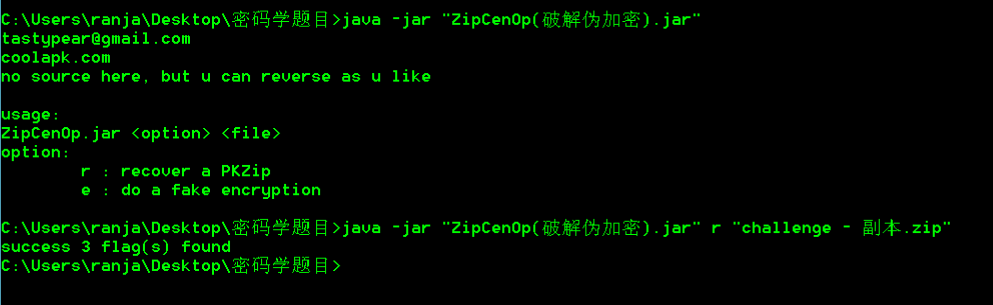 C:\Users\ranja\Desktop\密码学题目>java -jar "ZipCenOp(破解伪加密).jar"
tastypear@gmail.com
coolapk.com
no source here, but u can reverse as u like
usage:
ZipCenOp.jar <option> <file>
option:
r : recover a PKZip
e : do a fake encryption
C:\Users\ranja\Desktop\密码学题目>java -jar "ZipCenOp(破解伪加密).jar" r "challenge - 副本.zip"
success 3 flag(s) found
C:\Users\ranja\Desktop\密码学题目>